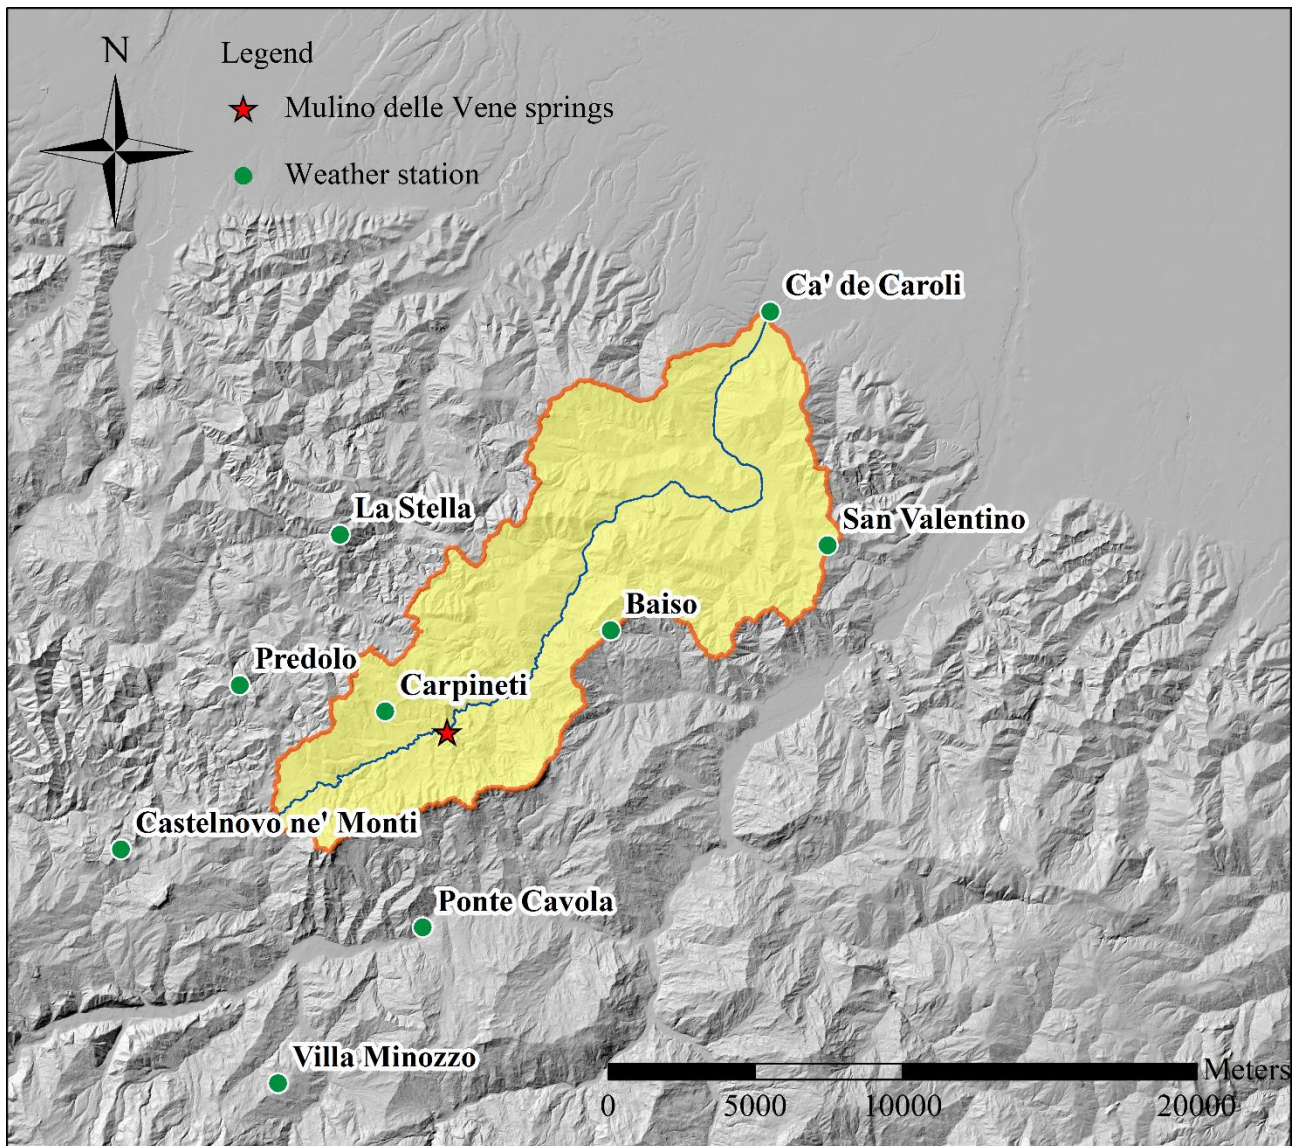 N
Legend
Mulino delle Vene springs
Weather station
Ca' de Caroli
La Stella
San Valentino
Baiso
Predolo
Carpineti
Castelnovo ne' Monti
Ponte Cavola
Villa Minozzo
Meters
0 5000 10000 20000